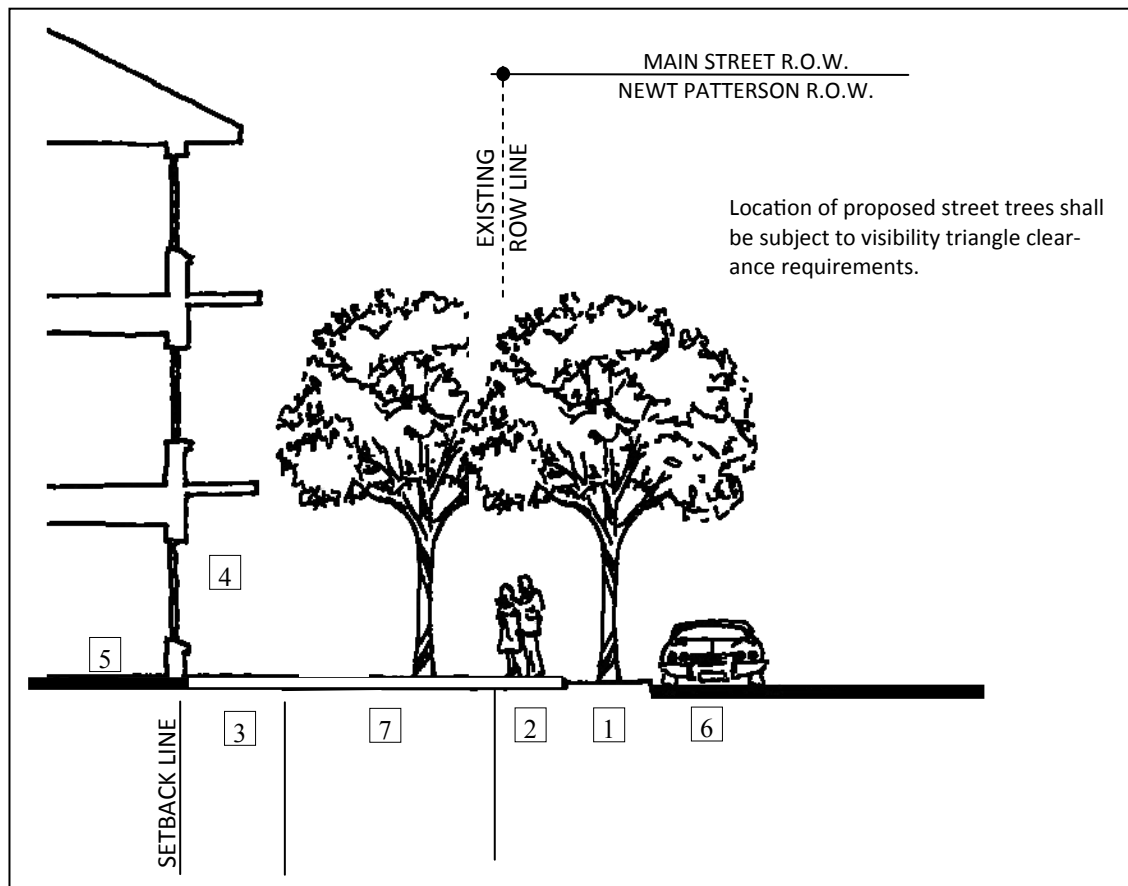 MAIN STREET R.O.W.
NEWT PATTERSON R.O.W.
EXISTING
ROW LINE
Location of proposed street trees shall
be subject to visibility triangle clear-
ance requirements.
4
5
3
7
2
1
6
SETBACK LINE